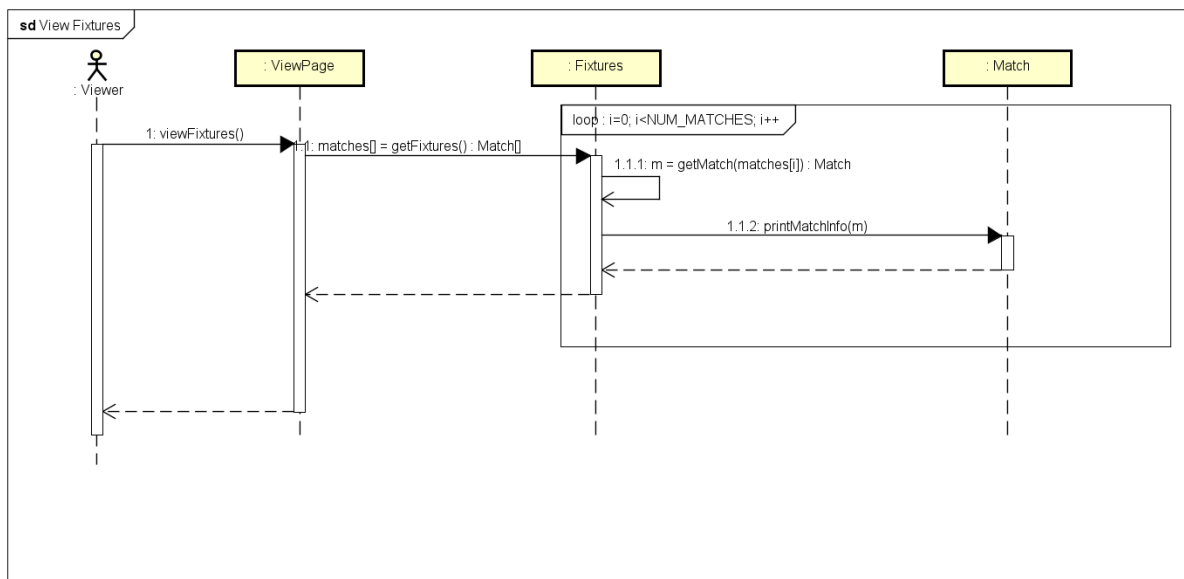 sd View Fixtures
: Viewer
: ViewPage
: Fixtures
: Match
loop : i=0; i<NUM_MATCHES; i++
1: viewFixtures()
1.1: matches[] = getFixtures() : Match[]
1.1.1: m = getMatch(matches[i]) : Match
1.1.2: printMatchInfo(m)